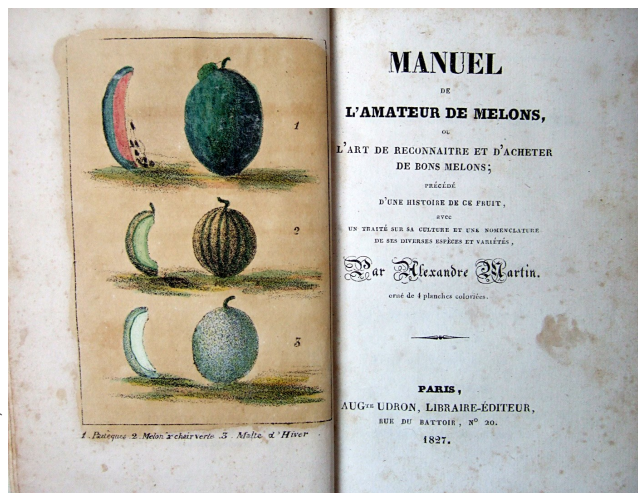 1
2
3
1. Pasteques 2. Melon à chair verte 3. Malte d'Hiver
MANUEL
DE
L'AMATEUR DE MELONS,
OU
L'ART DE RECONNAITRE ET D'ACHETER
DE BONS MELONS;
PRÉCÉDÉ
D'UNE HISTOIRE DE CE FRUIT,
avec
UN TRAITÉ SUR SA CULTURE ET UNE NOMENCLATURE
DE SES DIVERSES ESPÈCES ET VARIÉTÉS,
Par Alexandre Martin.
orné de 4 planches coloriées.
PARIS,
AUGte UDRON, LIBRAIRE-ÉDITEUR,
RUE DU BATTOIR, N° 20.
1827.